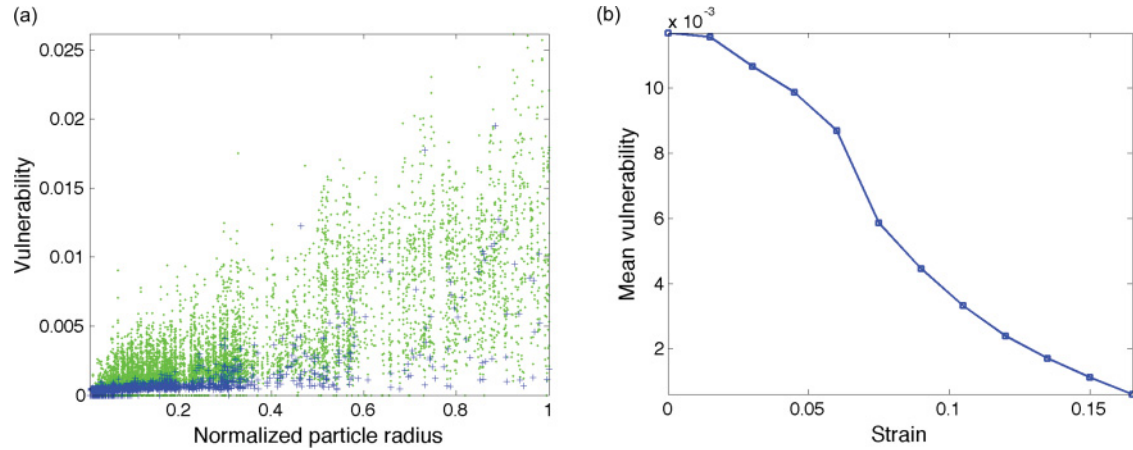 (a)
0.025
0.02
0.015
0.01
0.005
0
0.2
0.4
0.6
0.8
1
Vulnerability
Normalized particle radius
(b)
x 10⁻³
10
8
6
4
2
0
0.05
0.1
0.15
Mean vulnerability
Strain